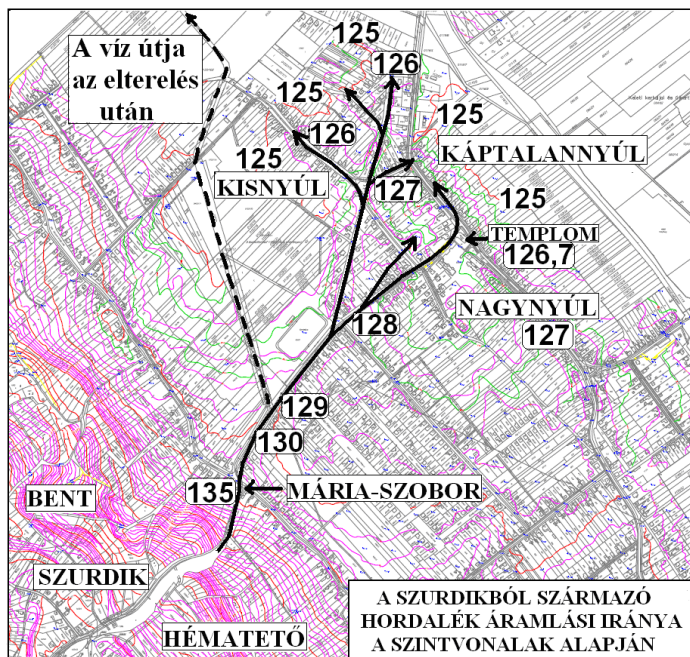 A víz útja
az elterelés
után
125
126
125
125
126
125
KÁPTALANNYÚL
KISNYÚL
127
125
TEMPLOM
126,7
NAGYNYÚL
128
127
129
130
135
MÁRIA-SZOBOR
BENT
SZURDIK
HÉMATETŐ
A SZURDIKBÓL SZÁRMAZÓ
HORDALÉK ÁRAMLÁSI IRÁNYA
A SZINTVONALAK ALAPJÁN